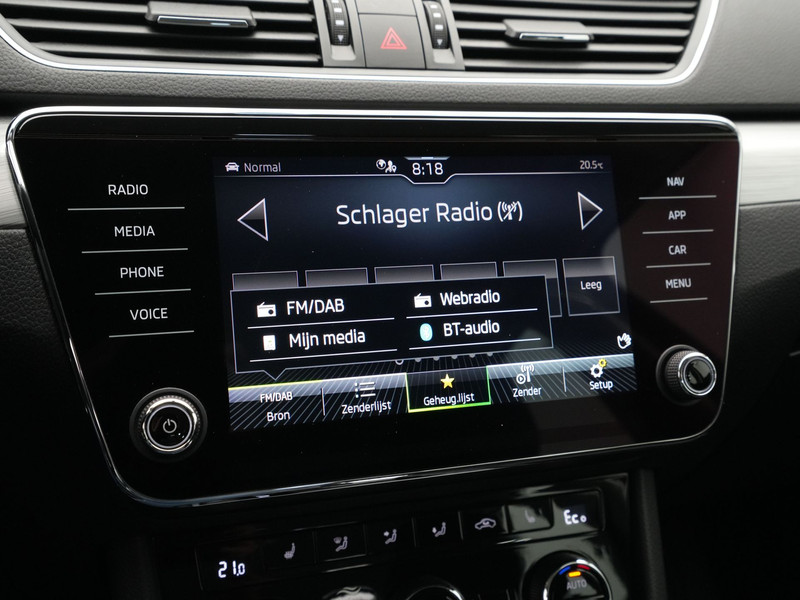 Normal 8:18 20.5°C
Schlager Radio
RADIO
MEDIA
PHONE
VOICE
NAV
APP
CAR
MENU
Leeg
FM/DAB Webradio
Mijn media BT-audio
FM/DAB
Bron
Zenderlijst
Geheug.lijst
Zender
Setup
21.0
Eco
AUTO